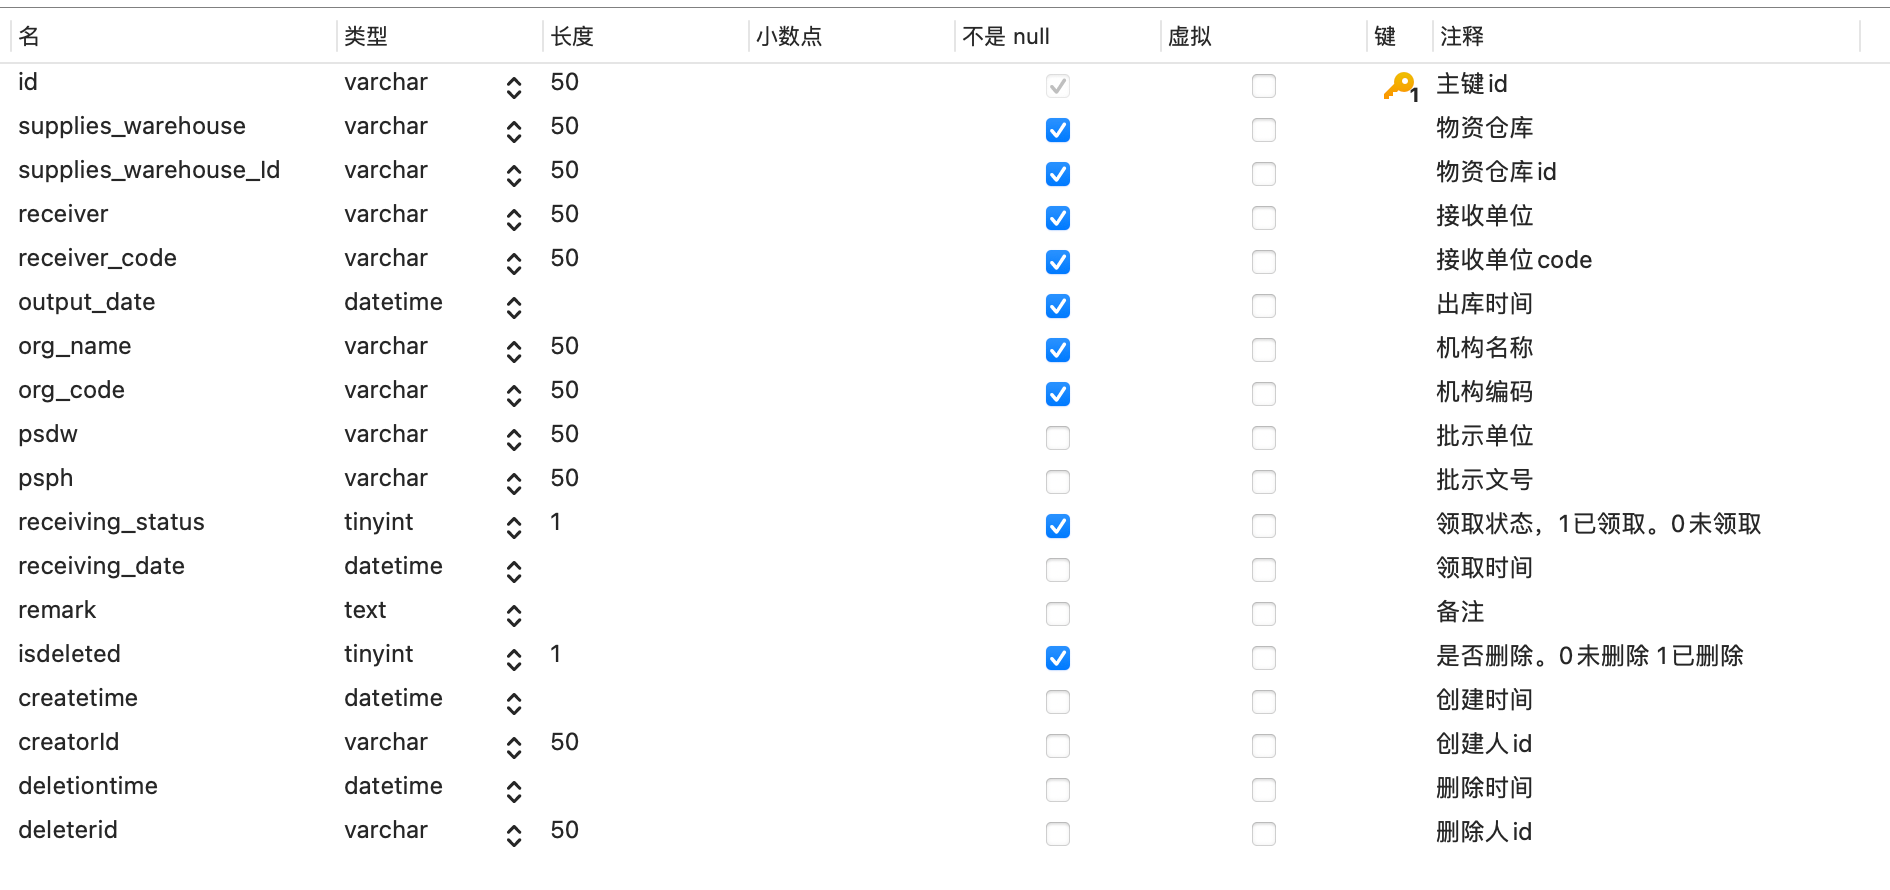 名 类型 长度 小数点 不是 null 虚拟 键 注释
id varchar 50 1 主键id
supplies_warehouse varchar 50 物资仓库
supplies_warehouse_Id varchar 50 物资仓库id
receiver varchar 50 接收单位
receiver_code varchar 50 接收单位code
output_date datetime 出库时间
org_name varchar 50 机构名称
org_code varchar 50 机构编码
psdw varchar 50 批示单位
psph varchar 50 批示文号
receiving_status tinyint 1 领取状态，1已领取。0未领取
receiving_date datetime 领取时间
remark text 备注
isdeleted tinyint 1 是否删除。0未删除 1已删除
createtime datetime 创建时间
creatorId varchar 50 创建人id
deletiontime datetime 删除时间
deleterid varchar 50 删除人id